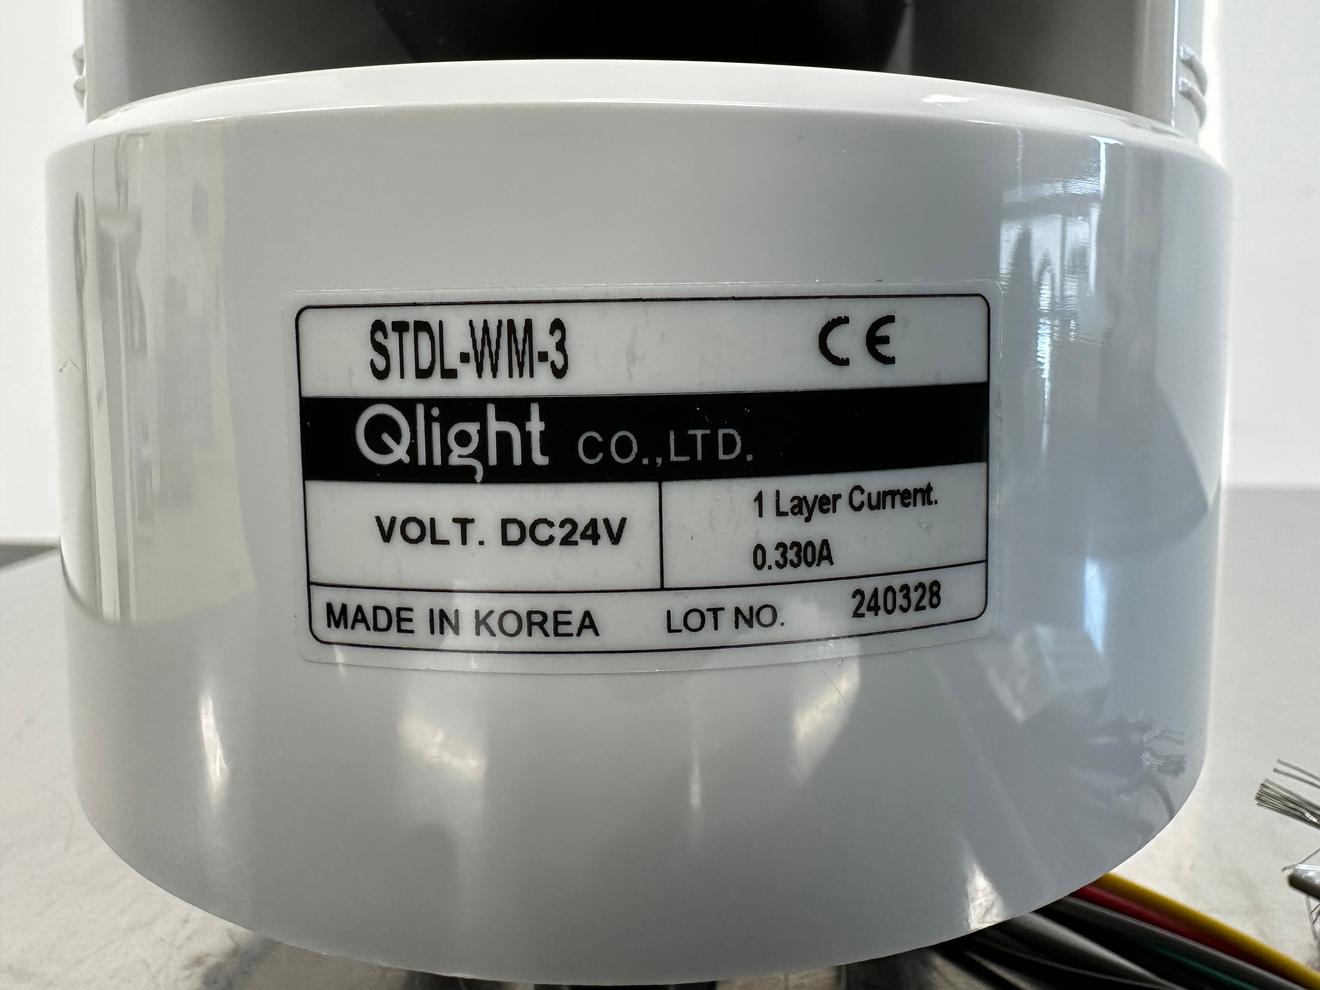 STDL-WM-3 CE
Qlight CO.,LTD.
VOLT. DC24V
1 Layer Current.
0.330A
MADE IN KOREA LOT NO. 240328